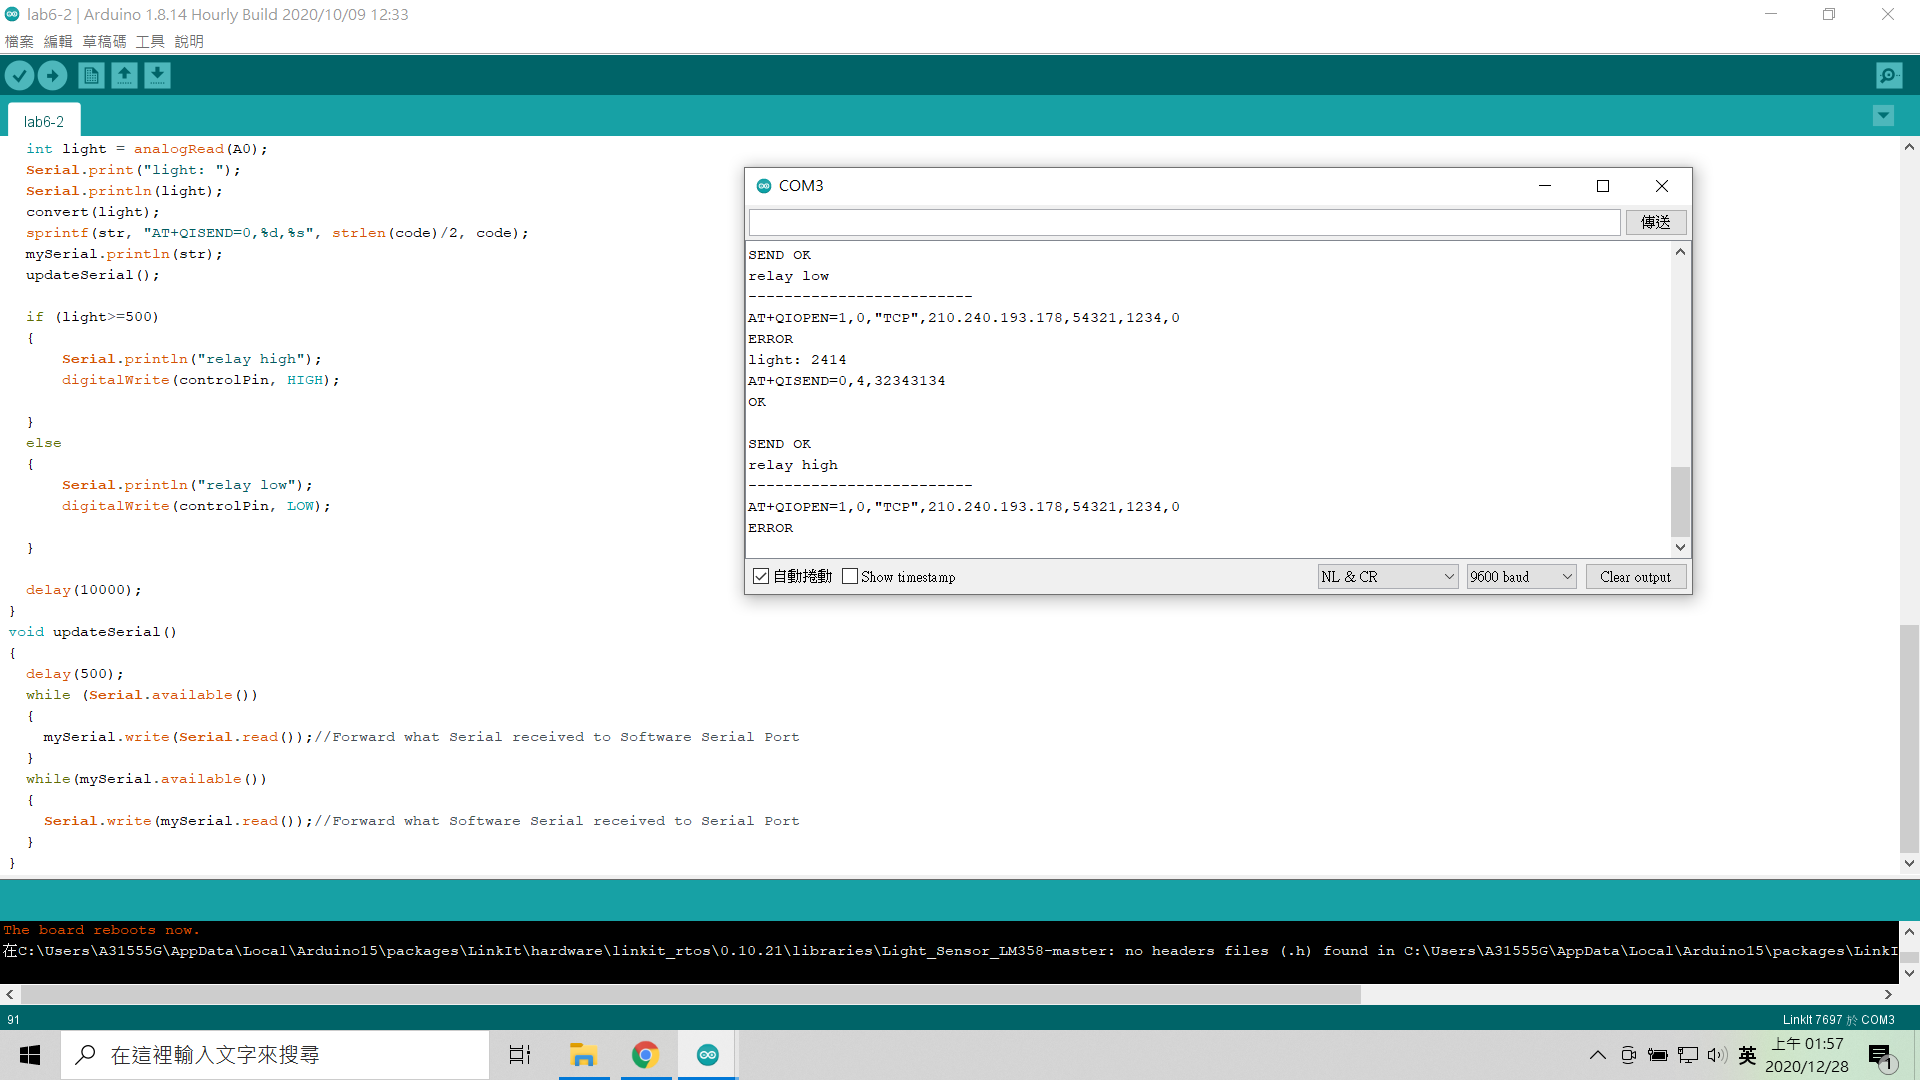 lab6-2 | Arduino 1.8.14 Hourly Build 2020/10/09 12:33
檔案 編輯 草稿碼 工具 說明
lab6-2
int light = analogRead(A0);
Serial.print("light: ");
Serial.println(light);
convert(light);
sprintf(str, "AT+QISEND=0,%d,%s", strlen(code)/2, code);
mySerial.println(str);
updateSerial();
if (light>=500)
{
Serial.println("relay high");
digitalWrite(controlPin, HIGH);
}
else
{
Serial.println("relay low");
digitalWrite(controlPin, LOW);
}
delay(10000);
}
void updateSerial()
{
delay(500);
while (Serial.available())
{
mySerial.write(Serial.read());//Forward what Serial received to Software Serial Port
}
while(mySerial.available())
{
Serial.write(mySerial.read());//Forward what Software Serial received to Serial Port
}
}
COM3
傳送
SEND OK
relay low
-------------------------
AT+QIOPEN=1,0,"TCP",210.240.193.178,54321,1234,0
ERROR
light: 2414
AT+QISEND=0,4,32343134
OK
SEND OK
relay high
-------------------------
AT+QIOPEN=1,0,"TCP",210.240.193.178,54321,1234,0
ERROR
自動捲動 Show timestamp NL & CR 9600 baud Clear output
The board reboots now.
在C:\Users\A31555G\AppData\Local\Arduino15\packages\LinkIt\hardware\linkit_rtos\0.10.21\libraries\Light_Sensor_LM358-master: no headers files (.h) found in C:\Users\A31555G\AppData\Local\Arduino15\packages\LinkI
91 LinkIt 7697 於 COM3
在這裡輸入文字來搜尋
英 上午 01:57
2020/12/28
1